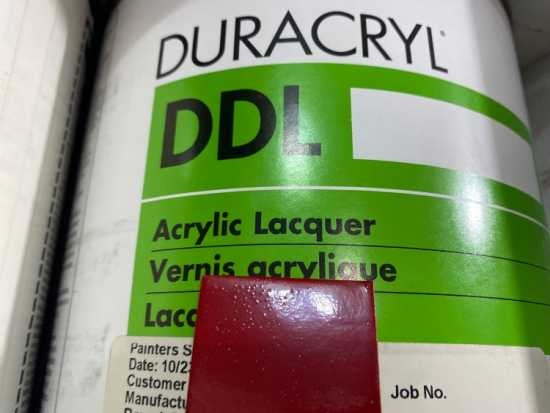 DURACRYL
DDL
Acrylic Lacquer
Vernis acrylique
Painters
Date: 10/2
Customer
Job No.